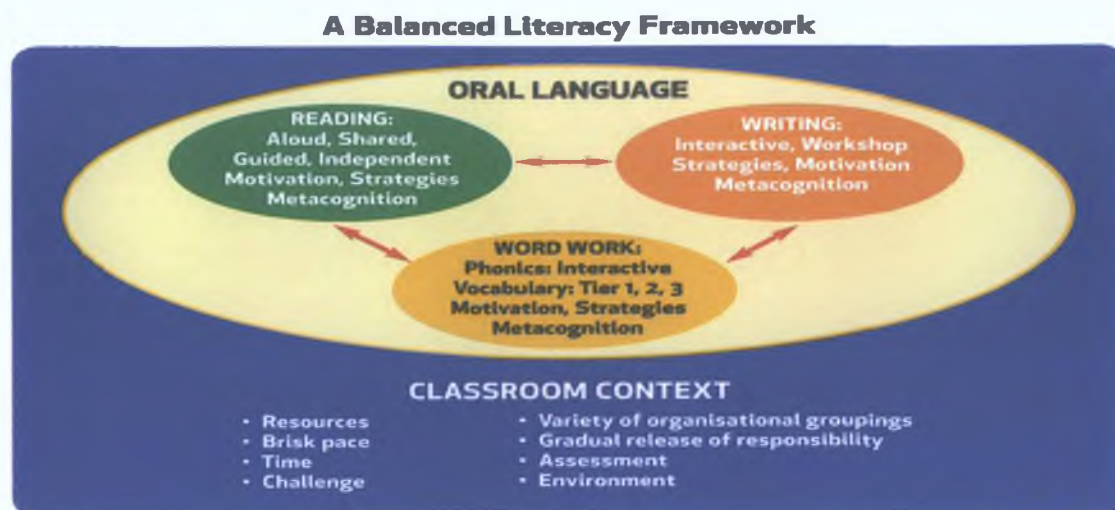 A Balanced Literacy Framework
ORAL LANGUAGE
READING:
Aloud, Shared,
Guided, Independent
Motivation, Strategies
Metacognition
WRITING:
Interactive, Workshop
Strategies, Motivation
Metacognition
WORD WORK:
Phonics: Interactive
Vocabulary: Tier 1, 2, 3
Motivation, Strategies
Metacognition
CLASSROOM CONTEXT
• Resources
• Brisk pace
• Time
• Challenge
• Variety of organisational groupings
• Gradual release of responsibility
• Assessment
• Environment